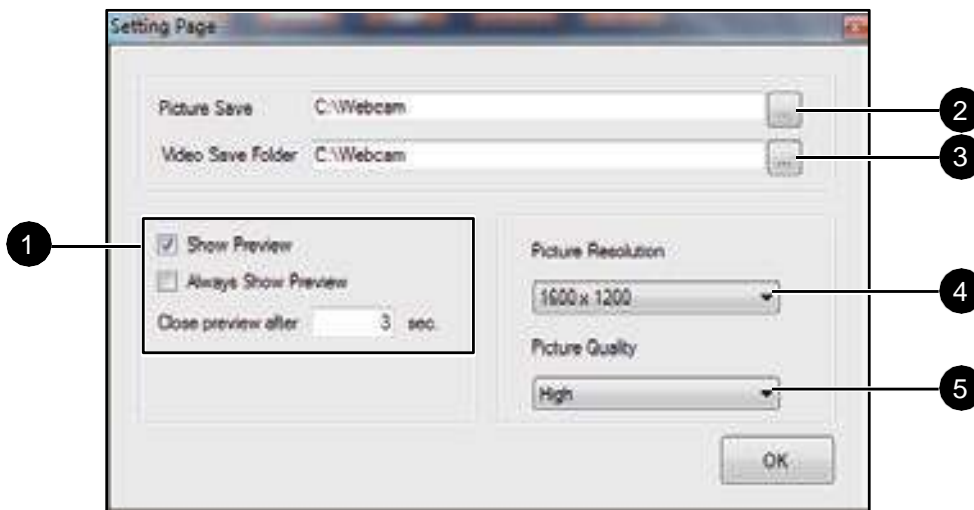 Setting Page
Picture Save C:\Webcam ... 2
Video Save Folder C:\Webcam ... 3
1
Show Preview
Always Show Preview
Close preview after 3 sec.
Picture Resolution
1600 x 1200 4
Picture Quality
High 5
OK